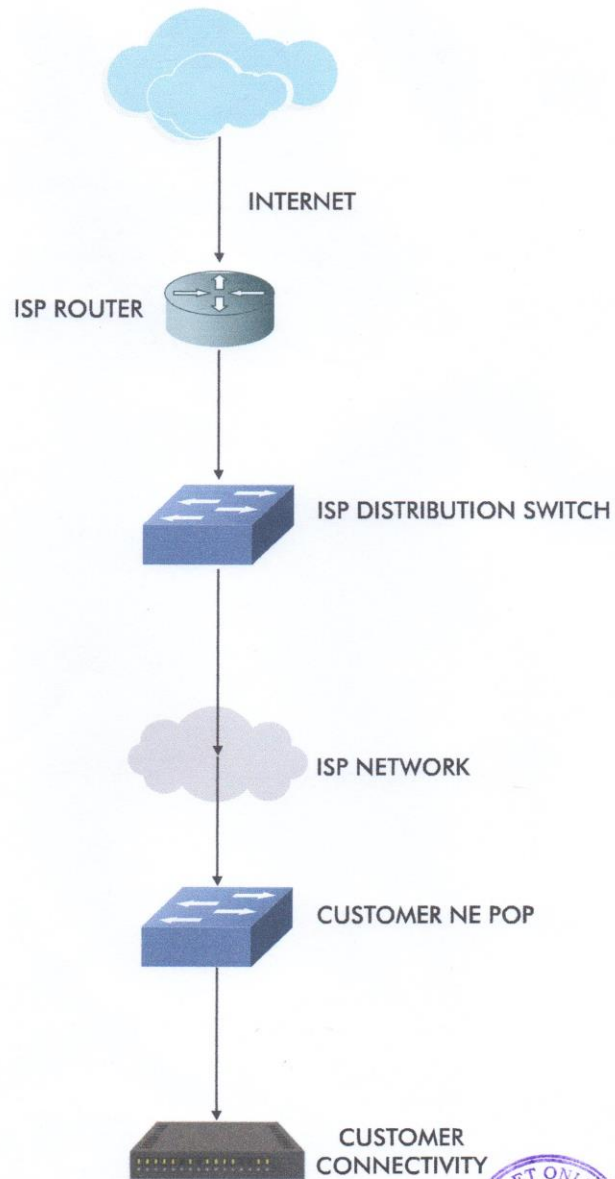 INTERNET
ISP ROUTER
ISP DISTRIBUTION SWITCH
ISP NETWORK
CUSTOMER NE POP
CUSTOMER
CONNECTIVITY